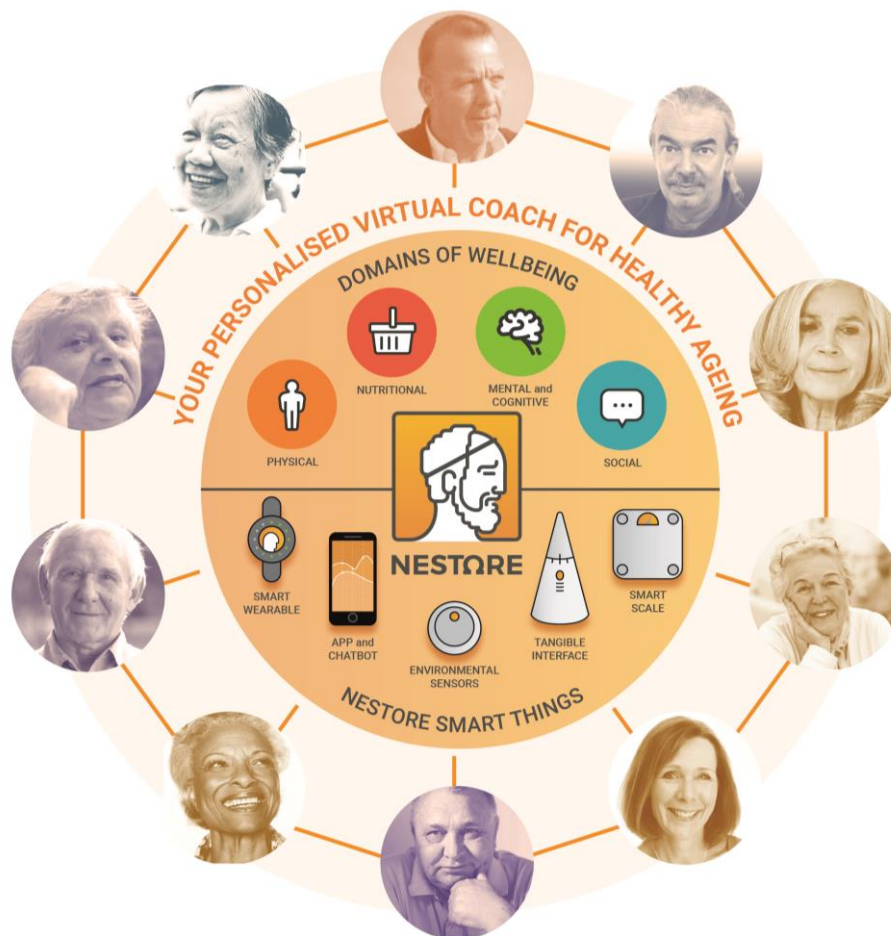 YOUR PERSONALISED VIRTUAL COACH FOR HEALTHY AGEING
DOMAINS OF WELLBEING
NUTRITIONAL
MENTAL and
COGNITIVE
PHYSICAL
SOCIAL
NESTΩRE
SMART
WEARABLE
APP and
CHATBOT
ENVIRONMENTAL
SENSORS
TANGIBLE
INTERFACE
SMART
SCALE
NESTORE SMART THINGS